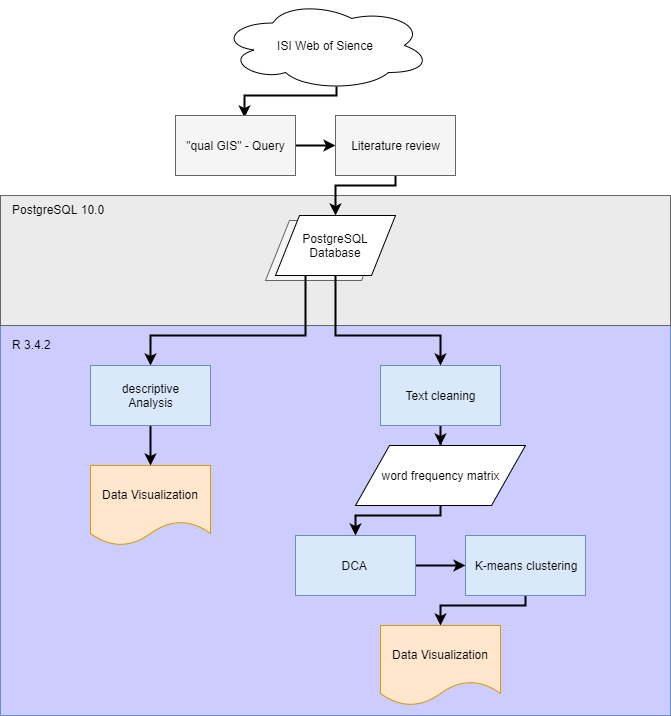 ISI Web of Sience
"qual GIS" - Query
Literature review
PostgreSQL 10.0
PostgreSQL
Database
R 3.4.2
descriptive
Analysis
Text cleaning
word frequency matrix
Data Visualization
DCA
K-means clustering
Data Visualization